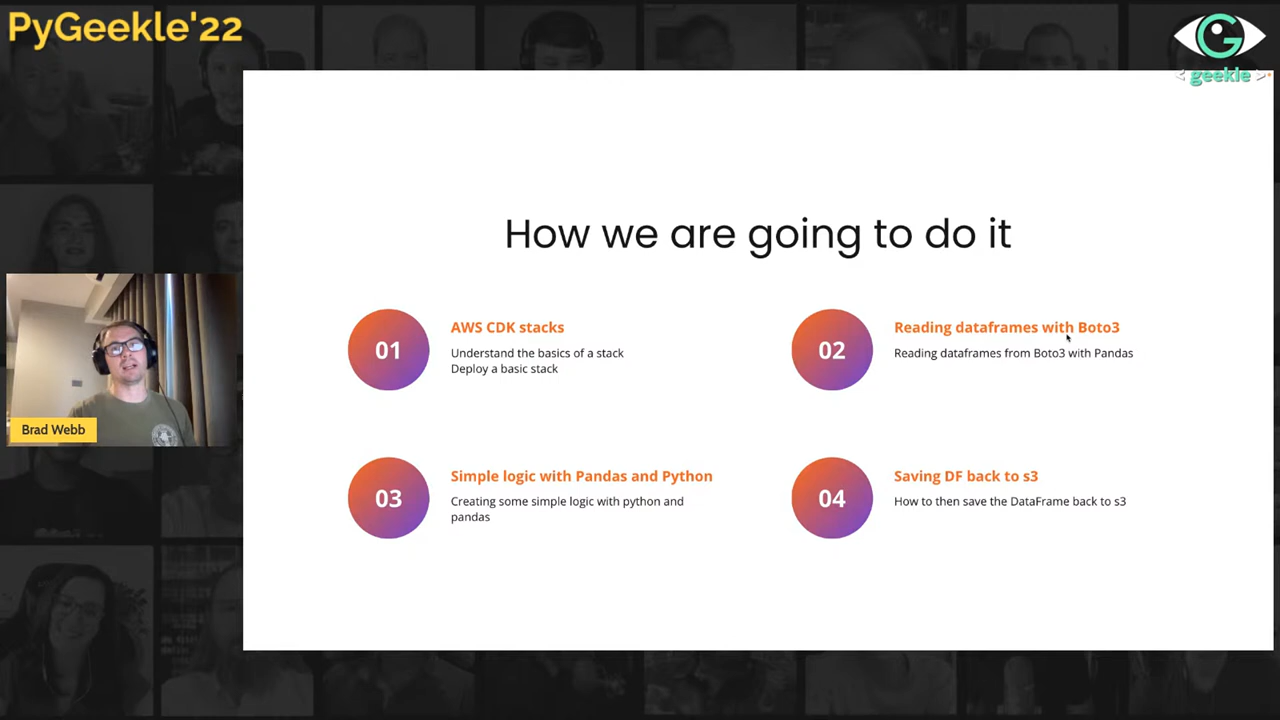 PyGeekle'22
G
< geekle >
How we are going to do it
01
AWS CDK stacks
Understand the basics of a stack
Deploy a basic stack
02
Reading dataframes with Boto3
Reading dataframes from Boto3 with Pandas
Brad Webb
03
Simple logic with Pandas and Python
Creating some simple logic with python and
pandas
04
Saving DF back to s3
How to then save the DataFrame back to s3